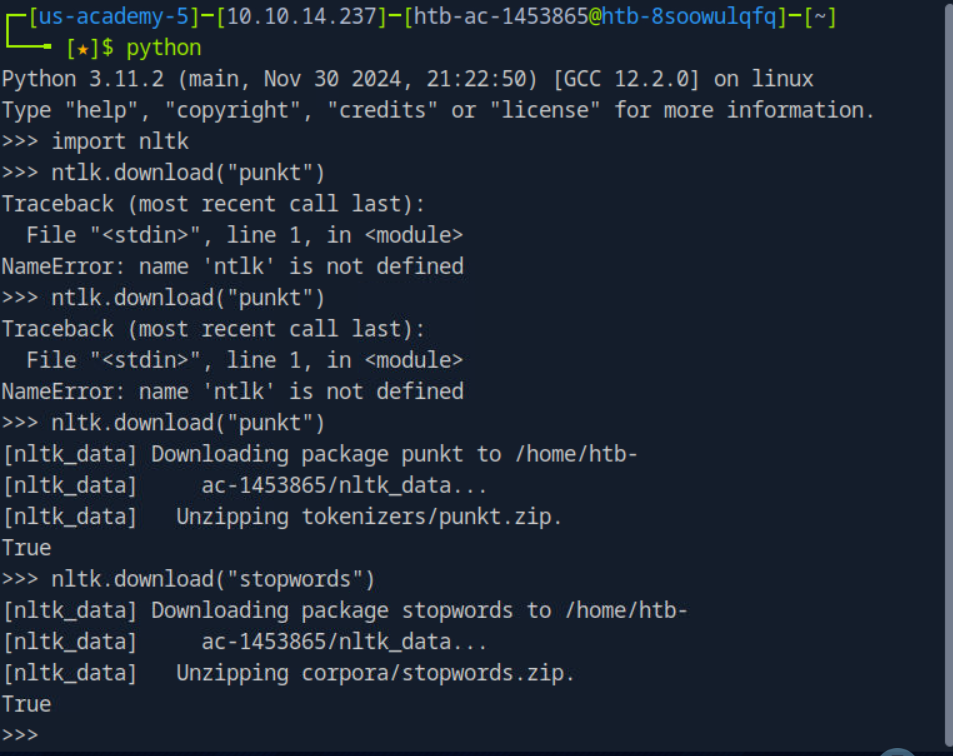 ┌─[us-academy-5]─[10.10.14.237]─[htb-ac-1453865@htb-8soowulqfq]─[~]
└──╼ [★]$ python
Python 3.11.2 (main, Nov 30 2024, 21:22:50) [GCC 12.2.0] on linux
Type "help", "copyright", "credits" or "license" for more information.
>>> import nltk
>>> ntlk.download("punkt")
Traceback (most recent call last):
  File "<stdin>", line 1, in <module>
NameError: name 'ntlk' is not defined
>>> ntlk.download("punkt")
Traceback (most recent call last):
  File "<stdin>", line 1, in <module>
NameError: name 'ntlk' is not defined
>>> nltk.download("punkt")
[nltk_data] Downloading package punkt to /home/htb-
[nltk_data]     ac-1453865/nltk_data...
[nltk_data]   Unzipping tokenizers/punkt.zip.
True
>>> nltk.download("stopwords")
[nltk_data] Downloading package stopwords to /home/htb-
[nltk_data]     ac-1453865/nltk_data...
[nltk_data]   Unzipping corpora/stopwords.zip.
True
>>>